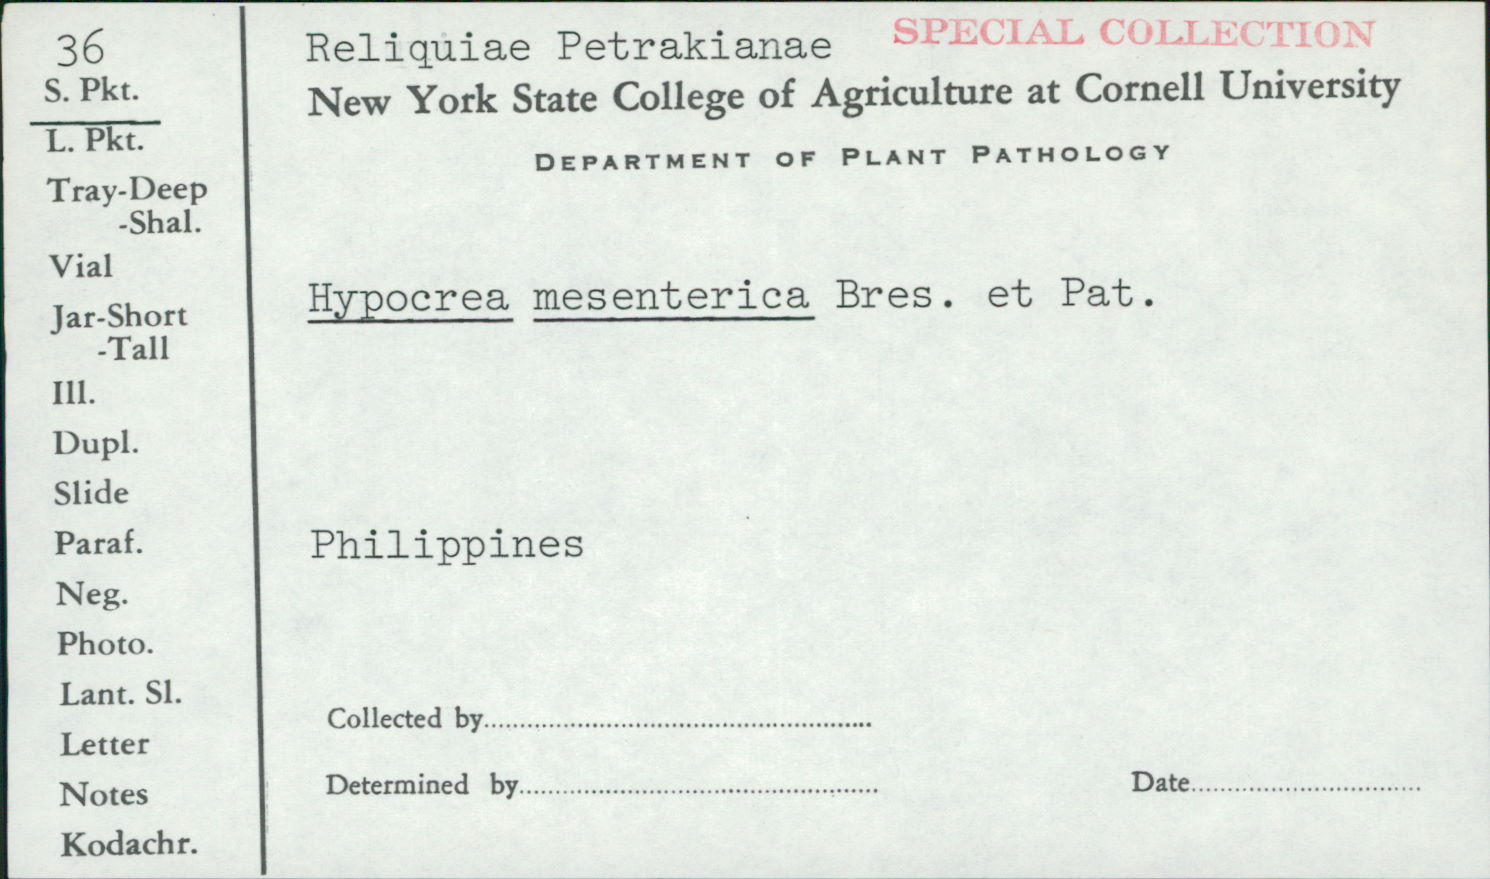 36
S. Pkt.
L. Pkt.
Tray-Deep
-Shal.
Vial
Jar-Short
-Tall
Ill.
Dupl.
Slide
Paraf.
Neg.
Photo.
Lant. Sl.
Letter
Notes
Kodachr.
Reliquiae Petrakianae SPECIAL COLLECTION
New York State College of Agriculture at Cornell University
DEPARTMENT OF PLANT PATHOLOGY
Hypocrea mesenterica Bres. et Pat.
Philippines
Collected by
Determined by Date